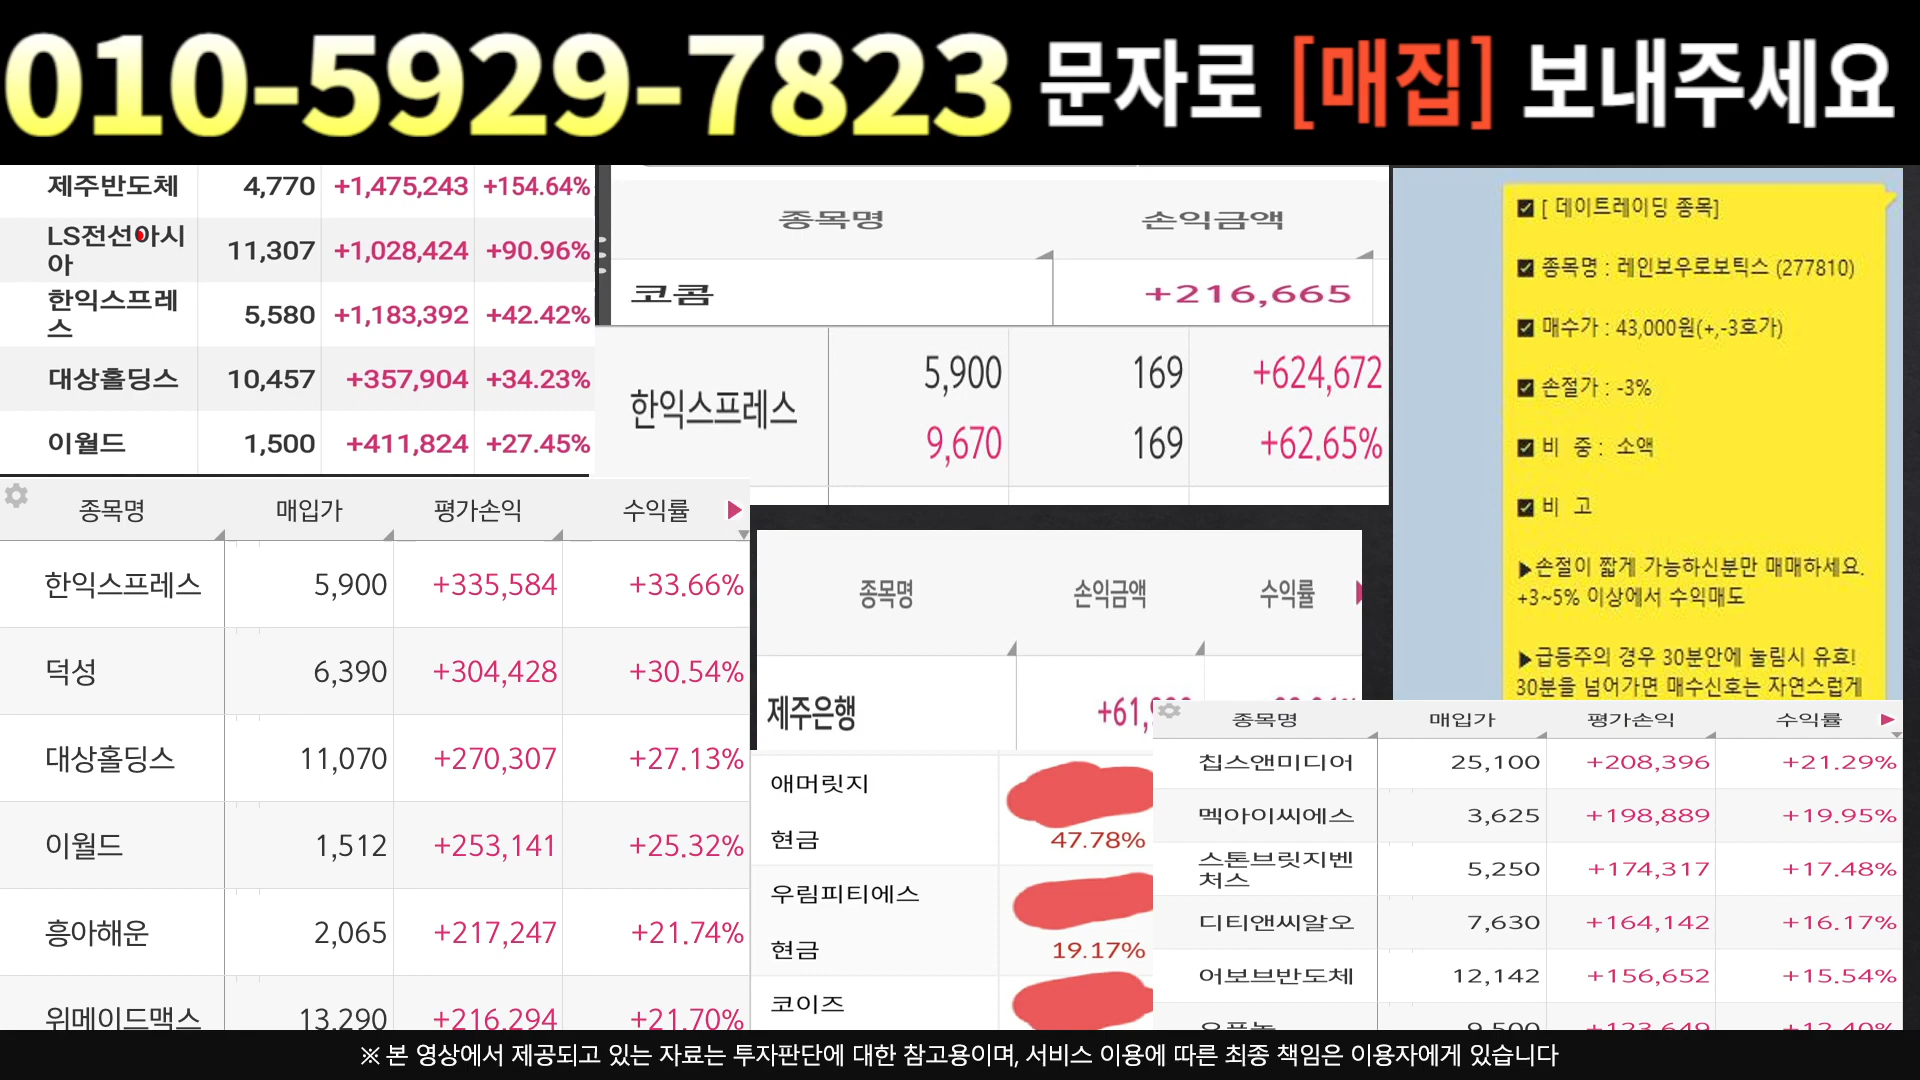 010-5929-7823 문자로 [매집] 보내주세요
제주반도체 4,770 +1,475,243 +154.64%
LS전선아시
아 11,307 +1,028,424 +90.96%
한익스프레
스 5,580 +1,183,392 +42.42%
대상홀딩스 10,457 +357,904 +34.23%
이월드 1,500 +411,824 +27.45%
종목명 손익금액
코콤 +216,665
한익스프레스 5,900 169 +624,672
9,670 169 +62.65%
[ 데이트레이딩 종목]
종목명 : 레인보우로보틱스 (277810)
매수가 : 43,000원(+,-3호가)
손절가 : -3%
비 중 : 소액
비 고
▶손절이 짧게 가능하신분만 매매하세요.
+3~5% 이상에서 수익매도
▶급등주의 경우 30분안에 눌림시 유효!
30분을 넘어가면 매수신호는 자연스럽게
종목명 매입가 평가손익 수익률
한익스프레스 5,900 +335,584 +33.66%
덕성 6,390 +304,428 +30.54%
대상홀딩스 11,070 +270,307 +27.13%
이월드 1,512 +253,141 +25.32%
흥아해운 2,065 +217,247 +21.74%
위메이드맥스 13,290 +216,294 +21.70%
종목명 손익금액 수익률
제주은행 +61,
애머릿지
현금 47.78%
우림피티에스
현금 19.17%
코이즈
종목명 매입가 평가손익 수익률
칩스앤미디어 25,100 +208,396 +21.29%
멕아이씨에스 3,625 +198,889 +19.95%
스톤브릿지벤
처스 5,250 +174,317 +17.48%
디티앤씨알오 7,630 +164,142 +16.17%
어보브반도체 12,142 +156,652 +15.54%
※ 본 영상에서 제공되고 있는 자료는 투자판단에 대한 참고용이며, 서비스 이용에 따른 최종 책임은 이용자에게 있습니다